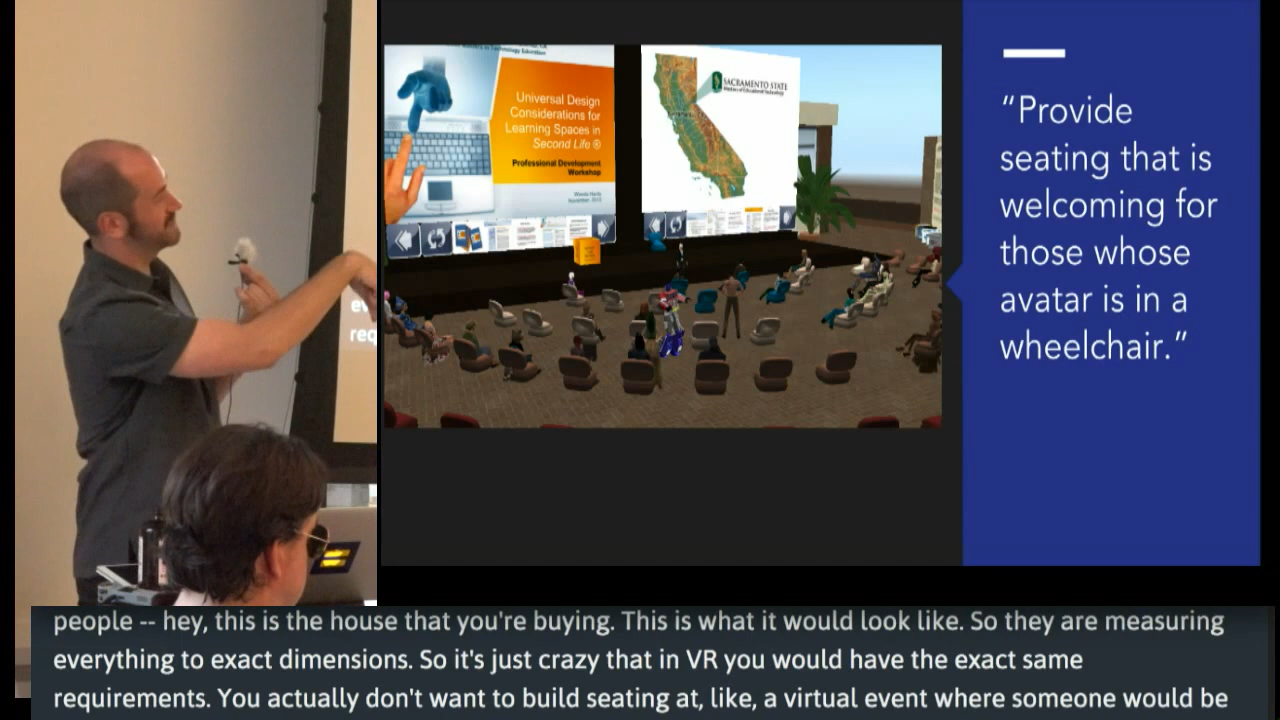 Universal Design
Considerations for
Learning Spaces in
Second Life ®
Professional Development
Workshop
November, 2010
SACRAMENTO STATE
“Provide
seating that is
welcoming for
those whose
avatar is in a
wheelchair.”
req
people -- hey, this is the house that you're buying. This is what it would look like. So they are measuring
everything to exact dimensions. So it's just crazy that in VR you would have the exact same
requirements. You actually don't want to build seating at, like, a virtual event where someone would be